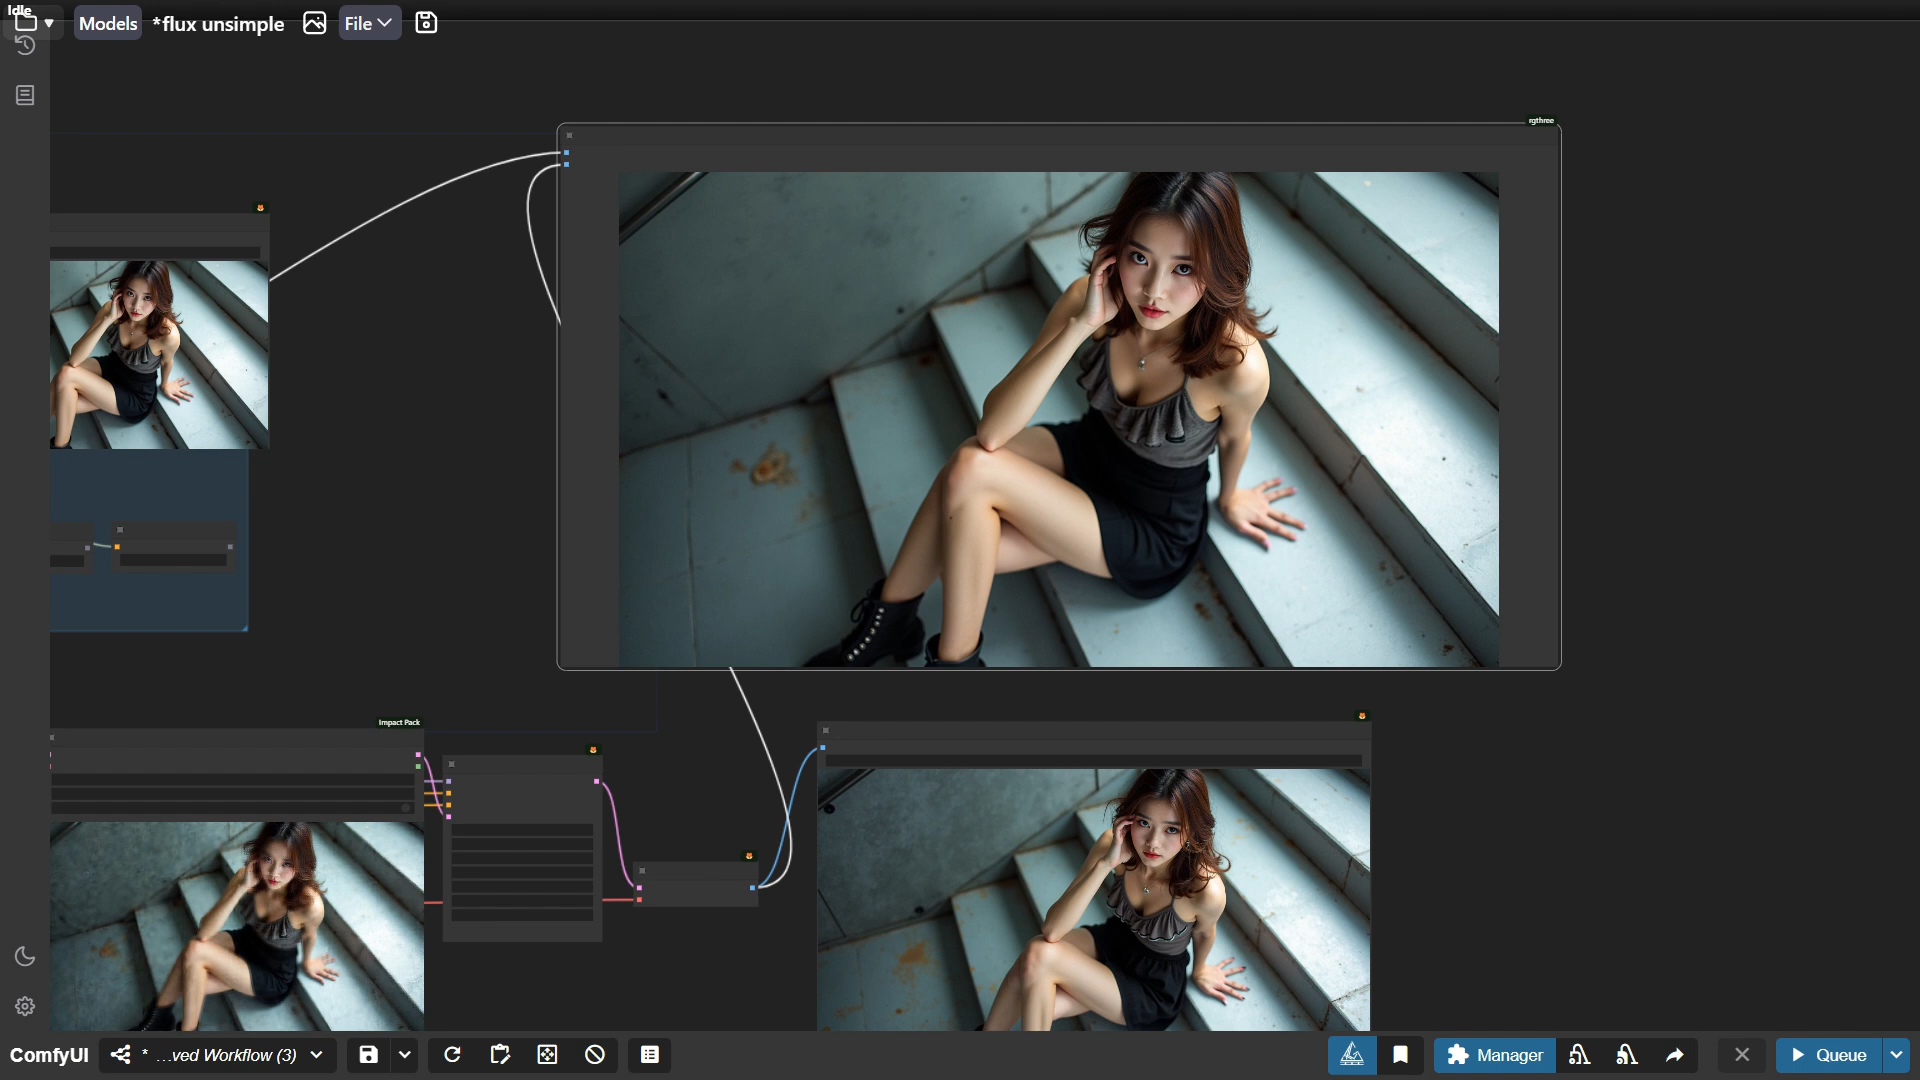 Idle
Models
*flux unsimple
File
rgthree
Impact Pack
ComfyUI
* ...ved Workflow (3)
Manager
Queue